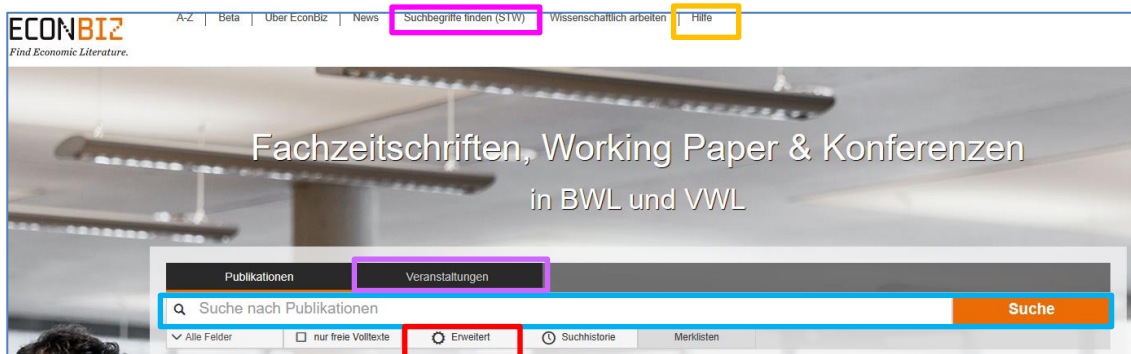 ECONBIZ
Find Economic Literature.
A-Z | Beta | Über EconBiz | News | Suchbegriffe finden (STW) | Wissenschaftlich arbeiten | Hilfe
Fachzeitschriften, Working Paper & Konferenzen
in BWL und VWL
Publikationen Veranstaltungen
Suche nach Publikationen Suche
Alle Felder nur freie Volltexte Erweitert Suchhistorie Merklisten